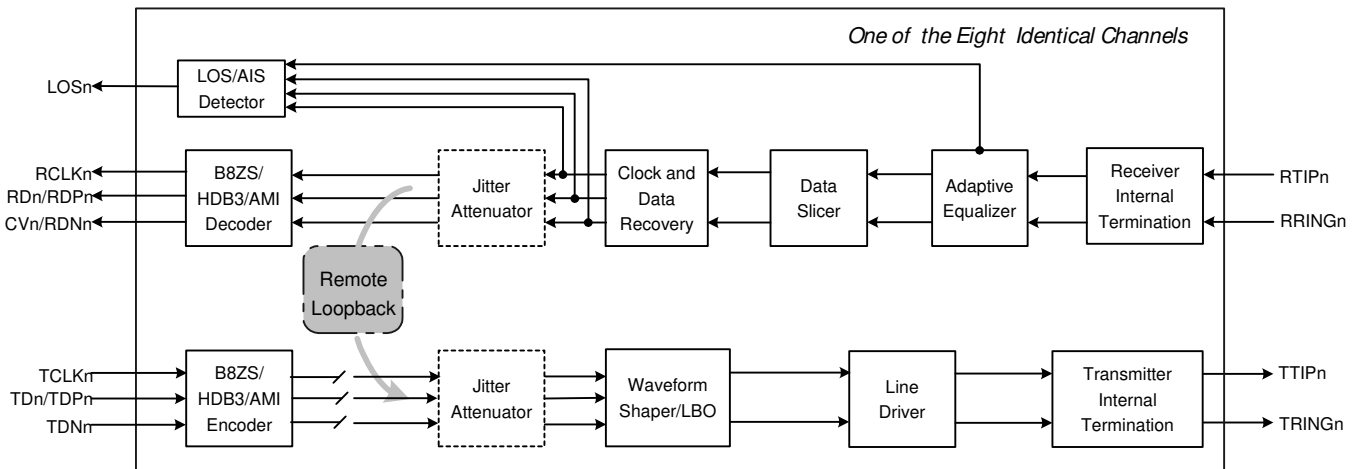 One of the Eight Identical Channels
LOSn
LOS/AIS
Detector
RCLKn
RDn/RDPn
CVn/RDNn
B8ZS/
HDB3/AMI
Decoder
Jitter
Attenuator
Clock and
Data
Recovery
Data
Slicer
Adaptive
Equalizer
Receiver
Internal
Termination
RTIPn
RRINGn
Remote
Loopback
TCLKn
TDn/TDPn
TDNn
B8ZS/
HDB3/AMI
Encoder
Jitter
Attenuator
Waveform
Shaper/LBO
Line
Driver
Transmitter
Internal
Termination
TTIPn
TRINGn